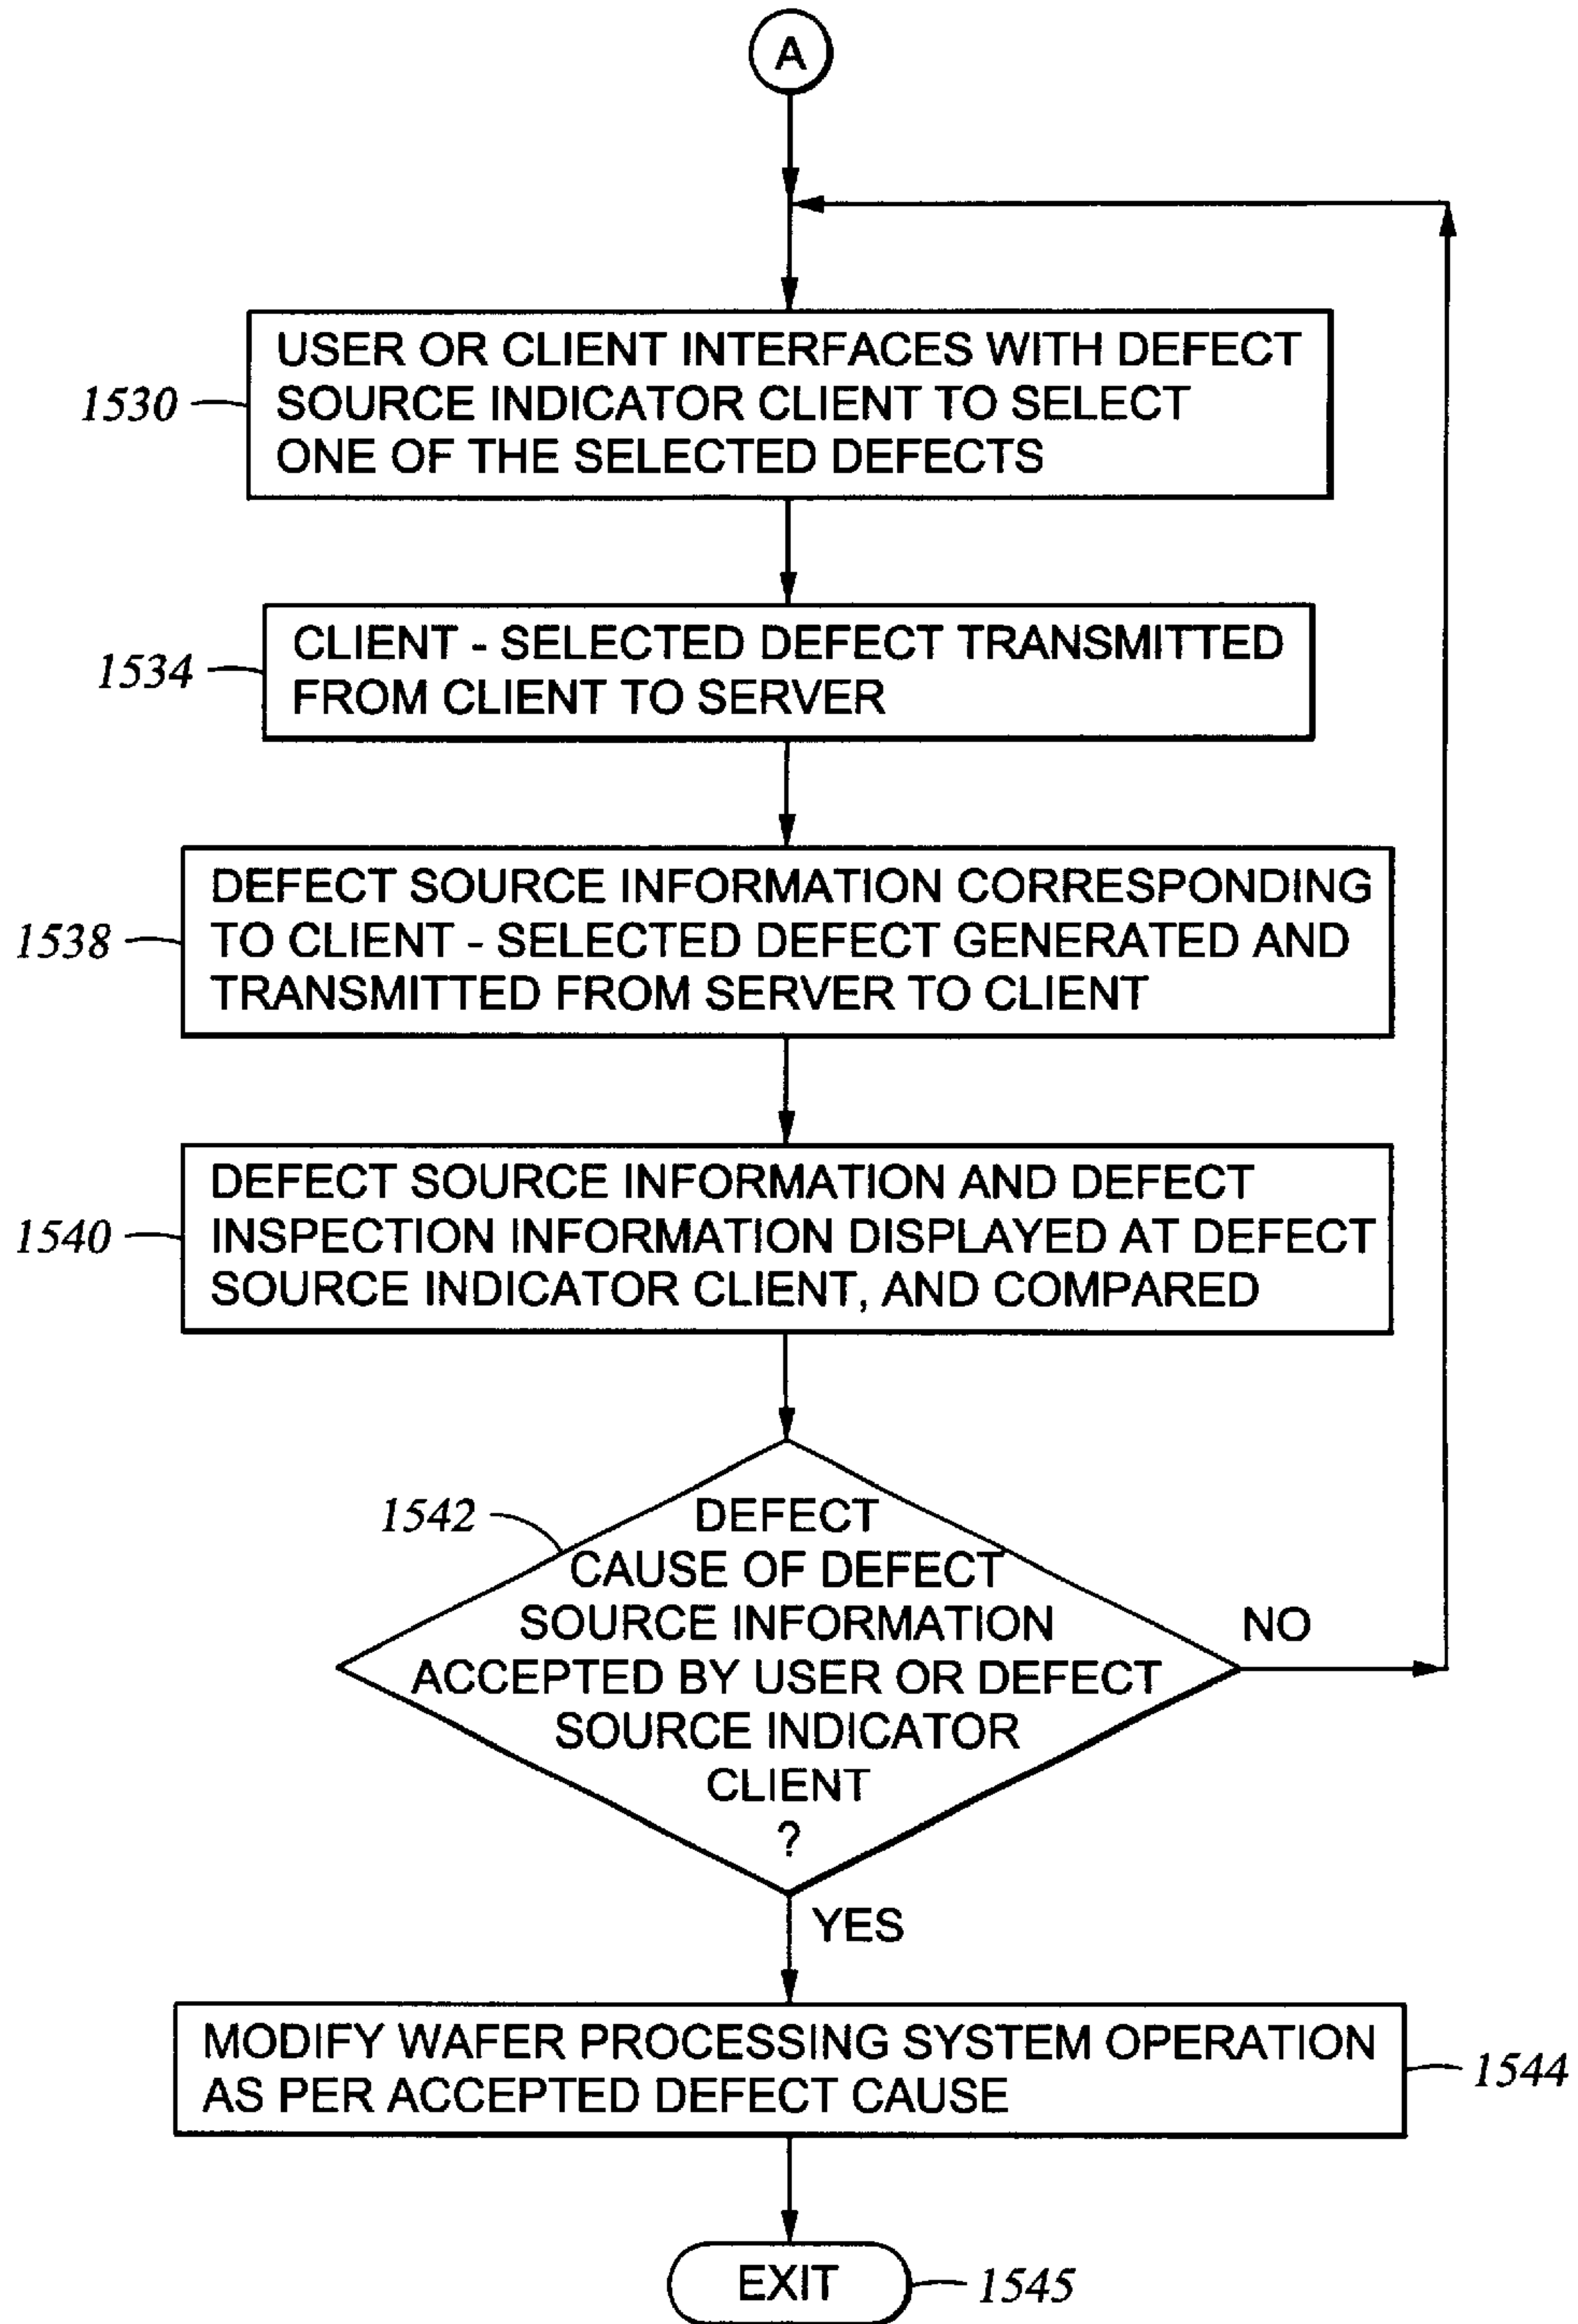 A
USER OR CLIENT INTERFACES WITH DEFECT
SOURCE INDICATOR CLIENT TO SELECT
ONE OF THE SELECTED DEFECTS
1530
CLIENT - SELECTED DEFECT TRANSMITTED
FROM CLIENT TO SERVER
1534
DEFECT SOURCE INFORMATION CORRESPONDING
TO CLIENT - SELECTED DEFECT GENERATED AND
TRANSMITTED FROM SERVER TO CLIENT
1538
DEFECT SOURCE INFORMATION AND DEFECT
INSPECTION INFORMATION DISPLAYED AT DEFECT
SOURCE INDICATOR CLIENT, AND COMPARED
1540
1542
DEFECT
CAUSE OF DEFECT
SOURCE INFORMATION
ACCEPTED BY USER OR DEFECT
SOURCE INDICATOR
CLIENT
?
NO
YES
MODIFY WAFER PROCESSING SYSTEM OPERATION
AS PER ACCEPTED DEFECT CAUSE
1544
EXIT
1545